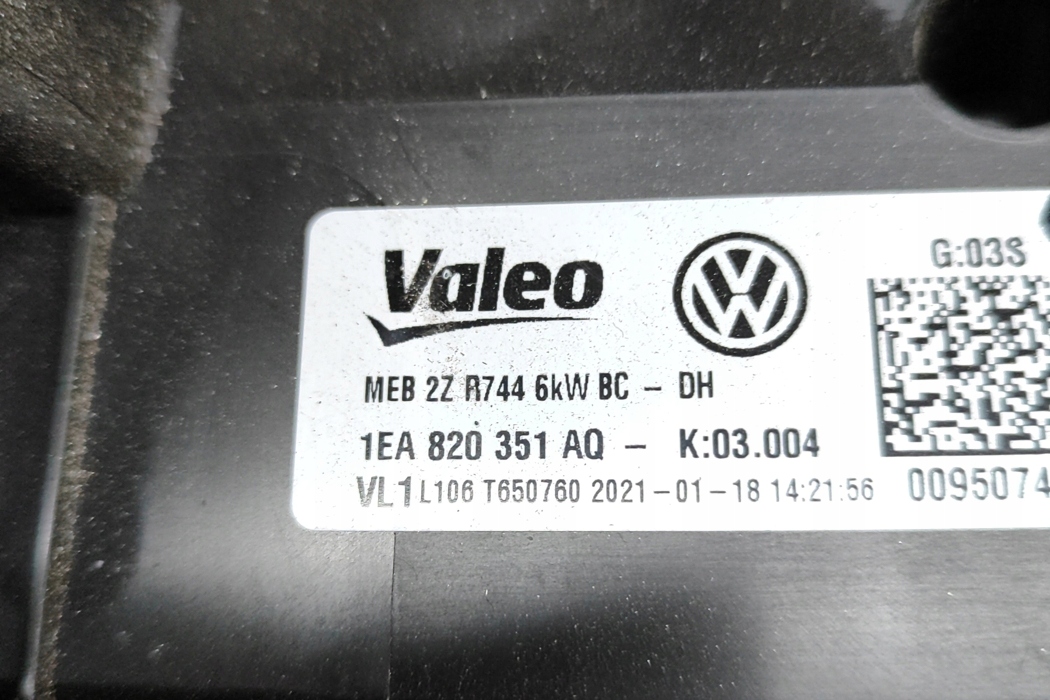 Valeo
G:03S
MEB 2Z R744 6kW BC - DH
1EA 820 351 AQ - K:03.004
VL1 L106 T650760 2021-01-18 14:21:56
0095074